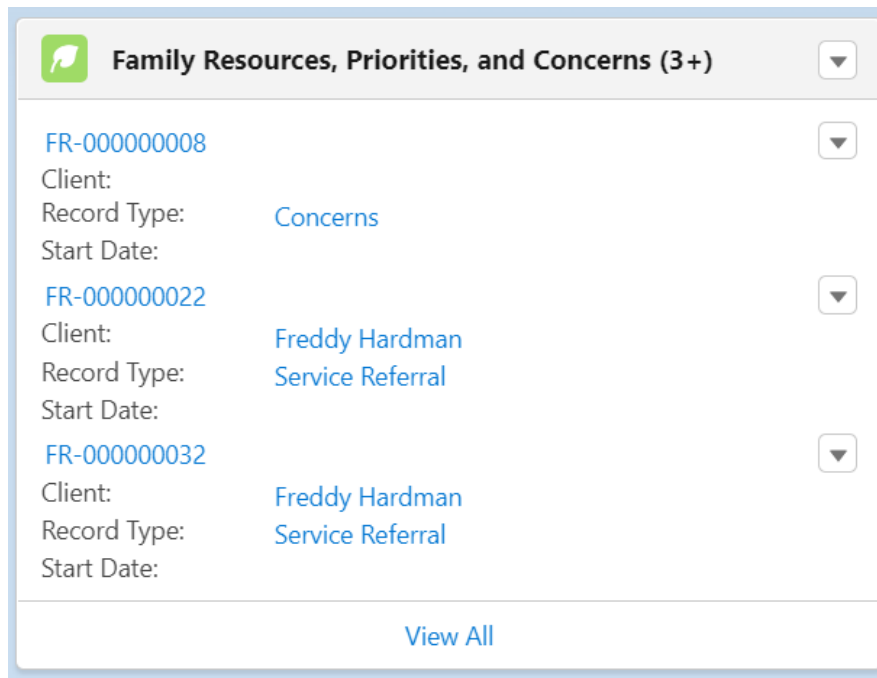 Family Resources, Priorities, and Concerns (3+)
FR-000000008
Client:
Record Type: Concerns
Start Date:
FR-000000022
Client: Freddy Hardman
Record Type: Service Referral
Start Date:
FR-000000032
Client: Freddy Hardman
Record Type: Service Referral
Start Date:
View All